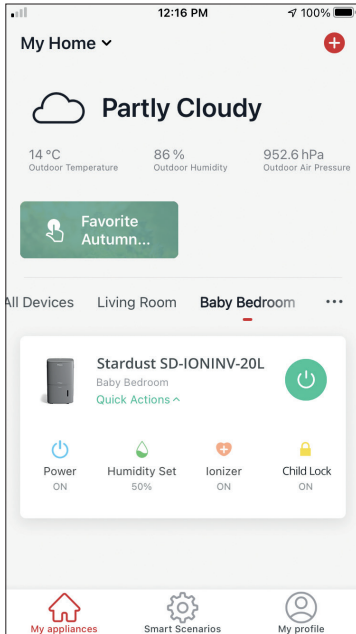 12:16 PM
100%
My Home
Partly Cloudy
14 °C
86 %
952.6 hPa
Outdoor Temperature
Outdoor Humidity
Outdoor Air Pressure
Favorite
Autumn...
All Devices
Living Room
Baby Bedroom
...
Stardust SD-IONINV-20L
Baby Bedroom
Quick Actions
Power
Humidity Set
Ionizer
Child Lock
ON
50%
ON
ON
My appliances
Smart Scenarios
My profile